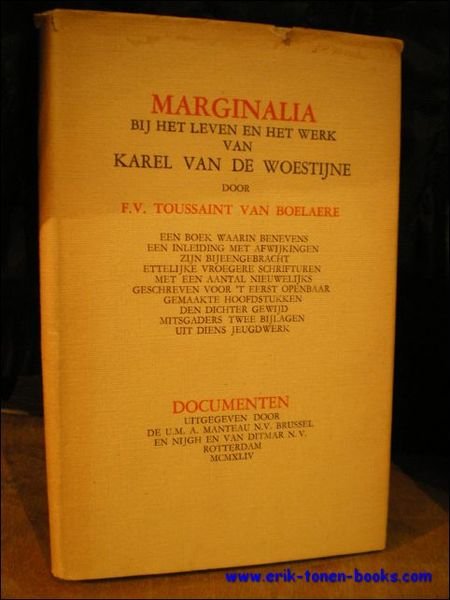 MARGINALIA
BIJ HET LEVEN EN HET WERK
VAN
KAREL VAN DE WOESTIJNE
DOOR
F.V. TOUSSAINT VAN BOELAERE
EEN BOEK WAARIN BENEVENS
EEN INLEIDING MET AFWIJKINGEN
ZIJN BIJEENGEBRACHT
ETTELIJKE VROEGERE SCHRIFTUREN
MET EEN AANTAL NIEUWELIJKS
GESCHREVEN VOOR 'T EERST OPENBAAR
GEMAAKTE HOOFDSTUKKEN
DEN DICHTER GEWIJD
MITSGADERS TWEE BIJLAGEN
UIT DIENS JEUGDWERK
DOCUMENTEN
UITGEGEVEN DOOR
DE U.M. A. MANTEAU N.V. BRUSSEL
EN NIJGH EN VAN DITMAR N.V.
ROTTERDAM
MCMXLIV
www.erik-tonen-books.com